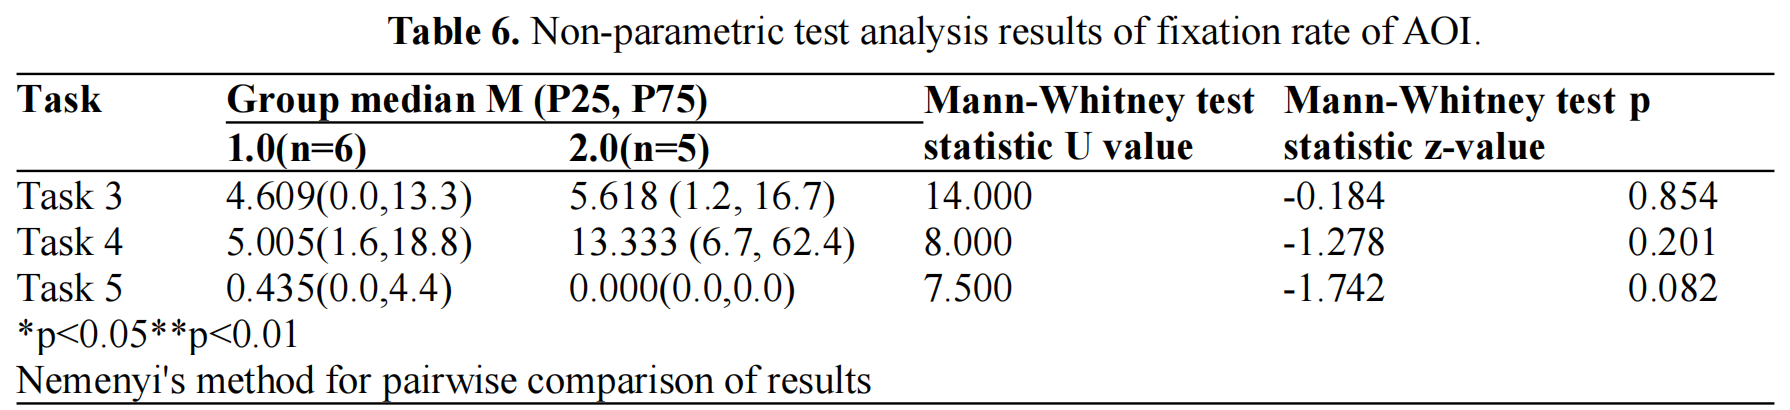 Table 6. Non-parametric test analysis results of fixation rate of AOI.
Task Group median M (P25, P75) Mann-Whitney test Mann-Whitney test p
1.0(n=6) 2.0(n=5) statistic U value statistic z-value
Task 3 4.609(0.0,13.3) 5.618 (1.2, 16.7) 14.000 -0.184 0.854
Task 4 5.005(1.6,18.8) 13.333 (6.7, 62.4) 8.000 -1.278 0.201
Task 5 0.435(0.0,4.4) 0.000(0.0,0.0) 7.500 -1.742 0.082
*p<0.05**p<0.01
Nemenyi's method for pairwise comparison of results